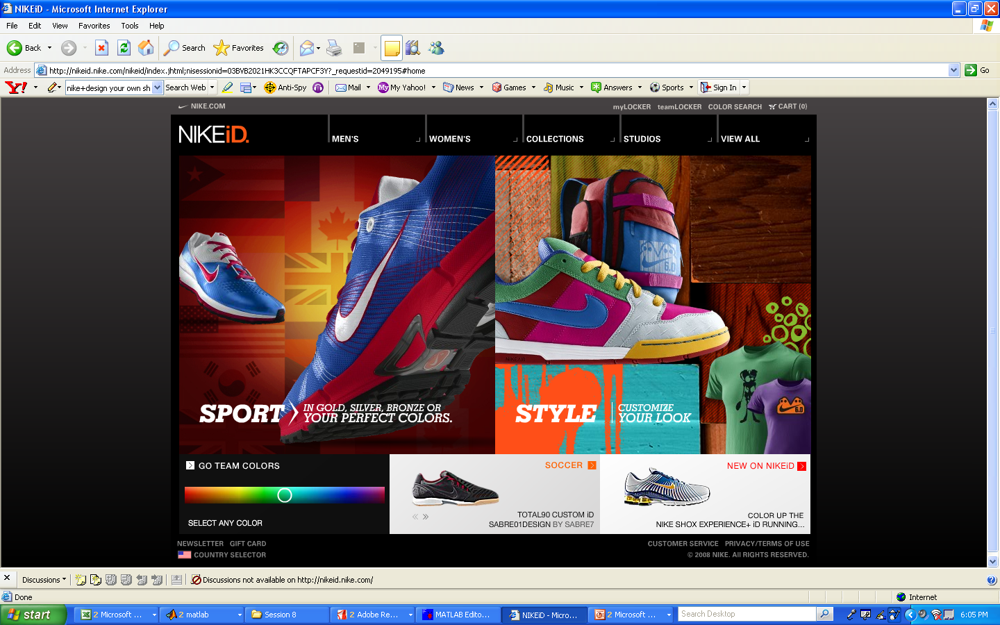 NIKEiD - Microsoft Internet Explorer
File Edit View Favorites Tools Help
Back Search Favorites
Address http://nikeid.nike.com/nikeid/index.jhtml;nisessionid=03BVB2021HK3CCQFTAPCF3Y?_requestid=2049195#home Go
Y! nike+design your own sh Search Web Anti-Spy Mail My Yahoo! News Games Music Answers Sports Sign In
NIKE.COM myLOCKER teamLOCKER COLOR SEARCH CART (0)
NIKEiD. MEN'S WOMEN'S COLLECTIONS STUDIOS VIEW ALL
6.0
6.0
SPORT IN GOLD, SILVER, BRONZE OR
YOUR PERFECT COLORS.
STYLE CUSTOMIZE
YOUR LOOK
GO TEAM COLORS
SELECT ANY COLOR
SOCCER
TOTAL90 CUSTOM iD
SABRE01DESIGN BY SABRE7
NEW ON NIKEiD
COLOR UP THE
NIKE SHOX EXPERIENCE+ iD RUNNING...
NEWSLETTER GIFT CARD CUSTOMER SERVICE PRIVACY/TERMS OF USE
COUNTRY SELECTOR © 2008 NIKE. All RIGHTS RESERVED.
Discussions Discussions not available on http://nikeid.nike.com/
Done Internet
start 2 Microsoft ... 2 matlab Session 8 2 Adobe Re... MATLAB Edito... NIKEiD - Micro... 2 Microsoft ... Search Desktop 6:05 PM